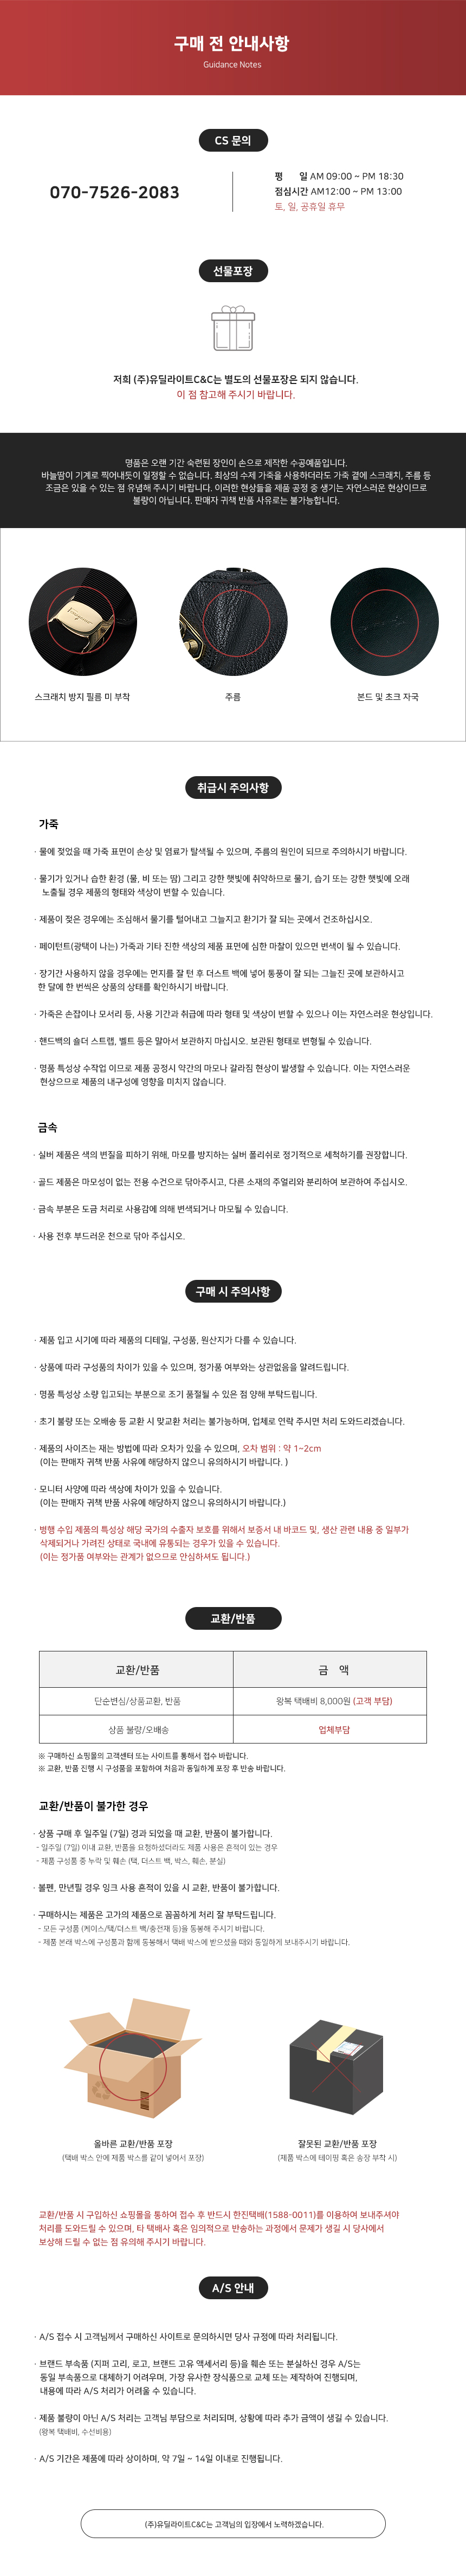 구매 전 안내사항
Guidance Notes
CS 문의
070-7526-2083
평 일 AM 09:00 ~ PM 18:30
점심시간 AM12:00 ~ PM 13:00
토, 일, 공휴일 휴무
선물포장
저희 (주)유딜라이트C&C는 별도의 선물포장은 되지 않습니다.
이 점 참고해 주시기 바랍니다.
명품은 오랜 기간 숙련된 장인이 손으로 제작한 수공예품입니다.
바늘땀이 기계로 찍어내듯이 일정할 수 없습니다. 최상의 수제 가죽을 사용하더라도 가죽 결에 스크래치, 주름 등
조금은 있을 수 있는 점 유념해 주시기 바랍니다. 이러한 현상들을 제품 공정 중 생기는 자연스러운 현상이므로
불량이 아닙니다. 판매자 귀책 반품 사유로는 불가능합니다.
스크래치 방지 필름 미 부착
주름
본드 및 초크 자국
취급시 주의사항
가죽
· 물에 젖었을 때 가죽 표면이 손상 및 염료가 탈색될 수 있으며, 주름의 원인이 되므로 주의하시기 바랍니다.
· 물기가 있거나 습한 환경 (물, 비 또는 땀) 그리고 강한 햇빛에 취약하므로 물기, 습기 또는 강한 햇빛에 오래
노출될 경우 제품의 형태와 색상이 변할 수 있습니다.
· 제품이 젖은 경우에는 조심해서 물기를 털어내고 그늘지고 환기가 잘 되는 곳에서 건조하십시오.
· 페이턴트(광택이 나는) 가죽과 기타 진한 색상의 제품 표면에 심한 마찰이 있으면 변색이 될 수 있습니다.
· 장기간 사용하지 않을 경우에는 먼지를 잘 턴 후 더스트 백에 넣어 통풍이 잘 되는 그늘진 곳에 보관하시고
한 달에 한 번씩은 상품의 상태를 확인하시기 바랍니다.
· 가죽은 손잡이나 모서리 등, 사용 기간과 취급에 따라 형태 및 색상이 변할 수 있으나 이는 자연스러운 현상입니다.
· 핸드백의 숄더 스트랩, 벨트 등은 말아서 보관하지 마십시오. 보관된 형태로 변형될 수 있습니다.
· 명품 특성상 수작업 이므로 제품 공정시 약간의 마모나 갈라짐 현상이 발생할 수 있습니다. 이는 자연스러운
현상으므로 제품의 내구성에 영향을 미치지 않습니다.
금속
· 실버 제품은 색의 변질을 피하기 위해, 마모를 방지하는 실버 폴리쉬로 정기적으로 세척하기를 권장합니다.
· 골드 제품은 마모성이 없는 전용 수건으로 닦아주시고, 다른 소재의 주얼리와 분리하여 보관하여 주십시오.
· 금속 부분은 도금 처리로 사용감에 의해 변색되거나 마모될 수 있습니다.
· 사용 전후 부드러운 천으로 닦아 주십시오.
구매 시 주의사항
· 제품 입고 시기에 따라 제품의 디테일, 구성품, 원산지가 다를 수 있습니다.
· 상품에 따라 구성품의 차이가 있을 수 있으며, 정가품 여부와는 상관없음을 알려드립니다.
· 명품 특성상 소량 입고되는 부분으로 조기 품절될 수 있은 점 양해 부탁드립니다.
· 초기 불량 또는 오배송 등 교환 시 맞교환 처리는 불가능하며, 업체로 연락 주시면 처리 도와드리겠습니다.
· 제품의 사이즈는 재는 방법에 따라 오차가 있을 수 있으며, 오차 범위 : 약 1~2cm
(이는 판매자 귀책 반품 사유에 해당하지 않으니 유의하시기 바랍니다. )
· 모니터 사양에 따라 색상에 차이가 있을 수 있습니다.
(이는 판매자 귀책 반품 사유에 해당하지 않으니 유의하시기 바랍니다.)
· 병행 수입 제품의 특성상 해당 국가의 수출자 보호를 위해서 보증서 내 바코드 및, 생산 관련 내용 중 일부가
삭제되거나 가려진 상태로 국내에 유통되는 경우가 있을 수 있습니다.
(이는 정가품 여부와는 관계가 없으므로 안심하셔도 됩니다.)
교환/반품
교환/반품
금 액
단순변심/상품교환, 반품
왕복 택배비 8,000원 (고객 부담)
상품 불량/오배송
업체부담
※ 구매하신 쇼핑몰의 고객센터 또는 사이트를 통해서 접수 바랍니다.
※ 교환, 반품 진행 시 구성품을 포함하여 처음과 동일하게 포장 후 반송 바랍니다.
교환/반품이 불가한 경우
· 상품 구매 후 일주일 (7일) 경과 되었을 때 교환, 반품이 불가합니다.
- 일주일 (7일) 이내 교환, 반품을 요청하셨더라도 제품 사용은 흔적이 있는 경우
- 제품 구성품 중 누락 및 훼손 (택, 더스트 백, 박스, 훼손, 분실)
· 볼펜, 만년필 경우 잉크 사용 흔적이 있을 시 교환, 반품이 불가합니다.
· 구매하시는 제품은 고가의 제품으로 꼼꼼하게 처리 잘 부탁드립니다.
- 모든 구성품 (케이스/택/더스트 백/충전재 등)을 동봉해 주시기 바랍니다.
- 제품 본래 박스에 구성품과 함께 동봉해서 택배 박스에 받으셨을 때와 동일하게 보내주시기 바랍니다.
올바른 교환/반품 포장
(택배 박스 안에 제품 박스를 같이 넣어서 포장)
잘못된 교환/반품 포장
(제품 박스에 테이핑 혹은 송장 부착 시)
교환/반품 시 구입하신 쇼핑몰을 통하여 접수 후 반드시 한진택배(1588-0011)를 이용하여 보내주셔야
처리를 도와드릴 수 있으며, 타 택배사 혹은 임의적으로 반송하는 과정에서 문제가 생길 시 당사에서
보상해 드릴 수 없는 점 유의해 주시기 바랍니다.
A/S 안내
· A/S 접수 시 고객님께서 구매하신 사이트로 문의하시면 당사 규정에 따라 처리됩니다.
· 브랜드 부속품 (지퍼 고리, 로고, 브랜드 고유 액세서리 등)을 훼손 또는 분실하신 경우 A/S는
동일 부속품으로 대체하기 어려우며, 가장 유사한 장식품으로 교체 또는 제작하여 진행되며,
내용에 따라 A/S 처리가 어려울 수 있습니다.
· 제품 불량이 아닌 A/S 처리는 고객님 부담으로 처리되며, 상황에 따라 추가 금액이 생길 수 있습니다.
(왕복 택배비, 수선비용)
· A/S 기간은 제품에 따라 상이하며, 약 7일 ~ 14일 이내로 진행됩니다.
(주)유딜라이트C&C는 고객님의 입장에서 노력하겠습니다.